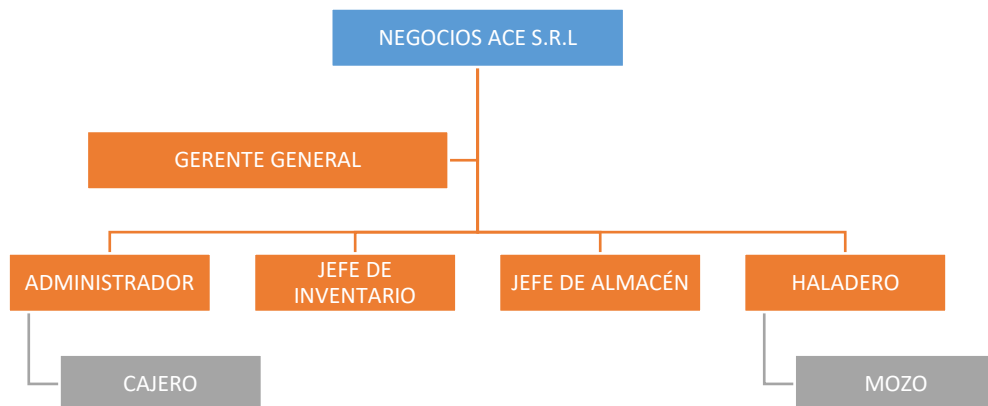 NEGOCIOS ACE S.R.L
GERENTE GENERAL
ADMINISTRADOR
JEFE DE
INVENTARIO
JEFE DE ALMACÉN
HALADERO
CAJERO
MOZO